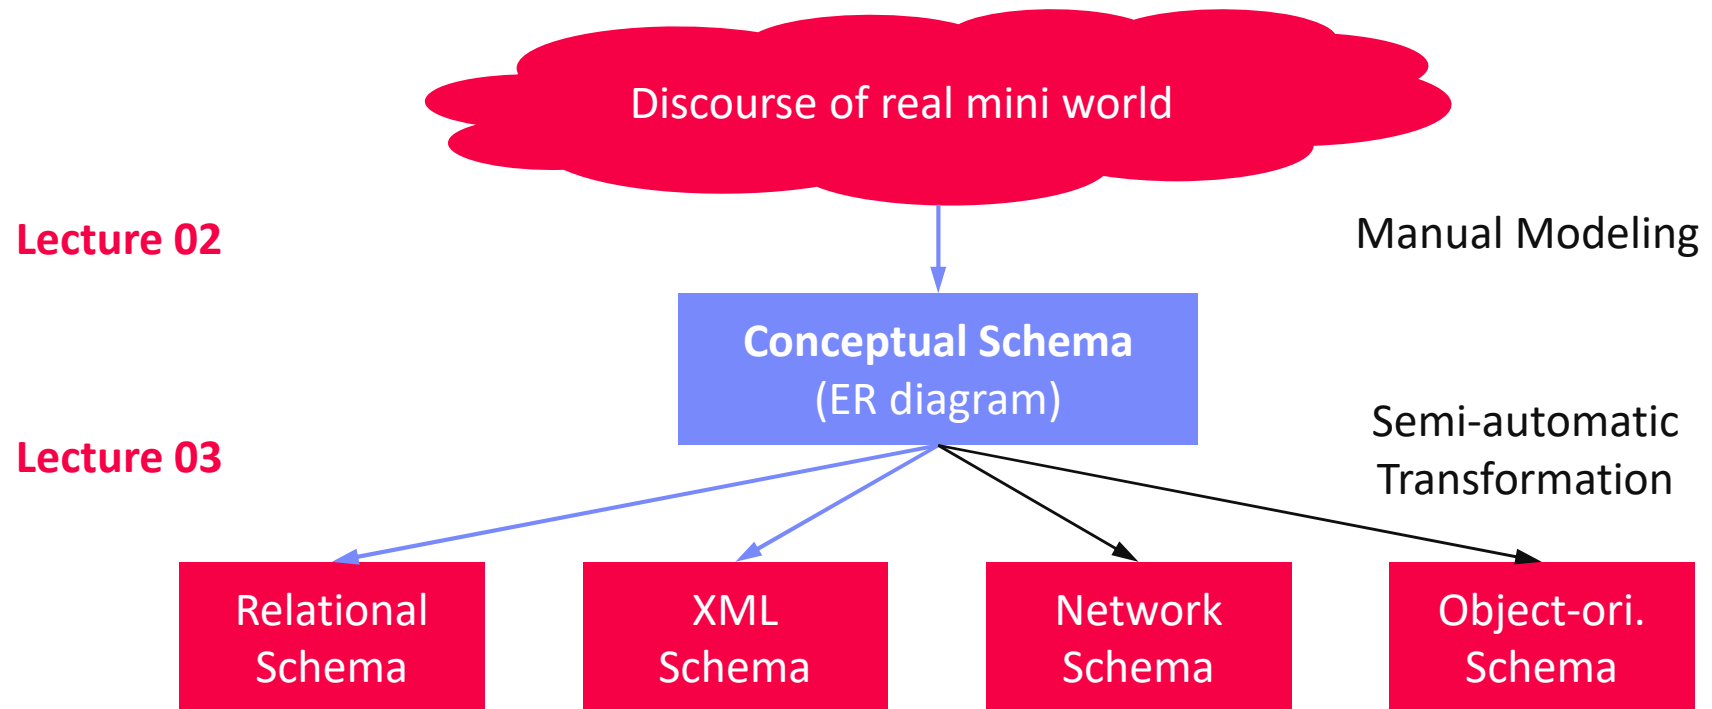 Discourse of real mini world
Lecture 02
Manual Modeling
Conceptual Schema
(ER diagram)
Lecture 03
Semi-automatic
Transformation
Relational
Schema
XML
Schema
Network
Schema
Object-ori.
Schema